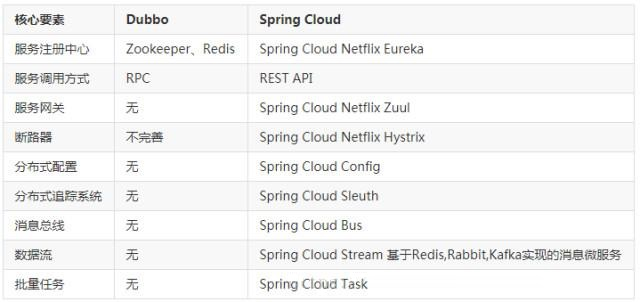 核心要素 Dubbo Spring Cloud
服务注册中心 Zookeeper、Redis Spring Cloud Netflix Eureka
服务调用方式 RPC REST API
服务网关 无 Spring Cloud Netflix Zuul
断路器 不完善 Spring Cloud Netflix Hystrix
分布式配置 无 Spring Cloud Config
分布式追踪系统 无 Spring Cloud Sleuth
消息总线 无 Spring Cloud Bus
数据流 无 Spring Cloud Stream 基于Redis,Rabbit,Kafka实现的消息微服务
批量任务 无 Spring Cloud Task